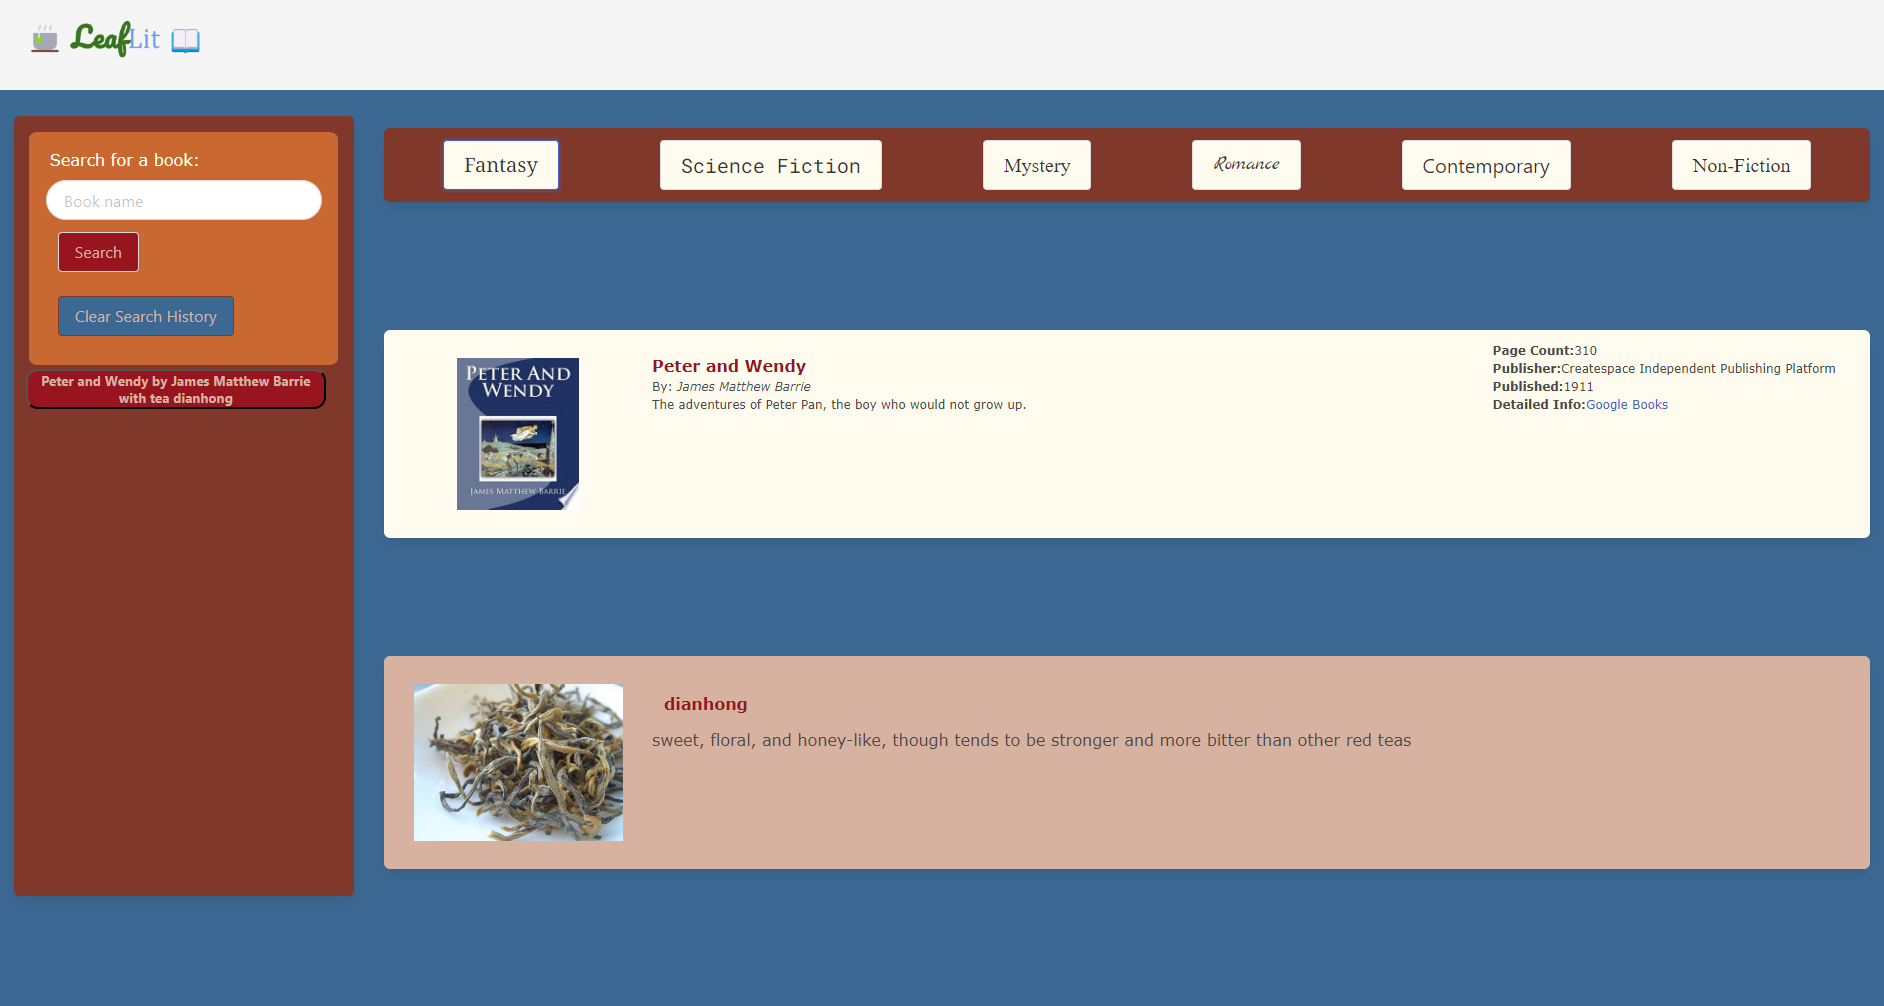 LeafLit
Search for a book:
Book name
Search
Clear Search History
Peter and Wendy by James Matthew Barrie
with tea dianhong
Fantasy
Science Fiction
Mystery
Romance
Contemporary
Non-Fiction
PETER AND
WENDY
JAMES MATTHEW BARRIE
Peter and Wendy
By: James Matthew Barrie
The adventures of Peter Pan, the boy who would not grow up.
Page Count:310
Publisher:Createspace Independent Publishing Platform
Published:1911
Detailed Info:Google Books
dianhong
sweet, floral, and honey-like, though tends to be stronger and more bitter than other red teas